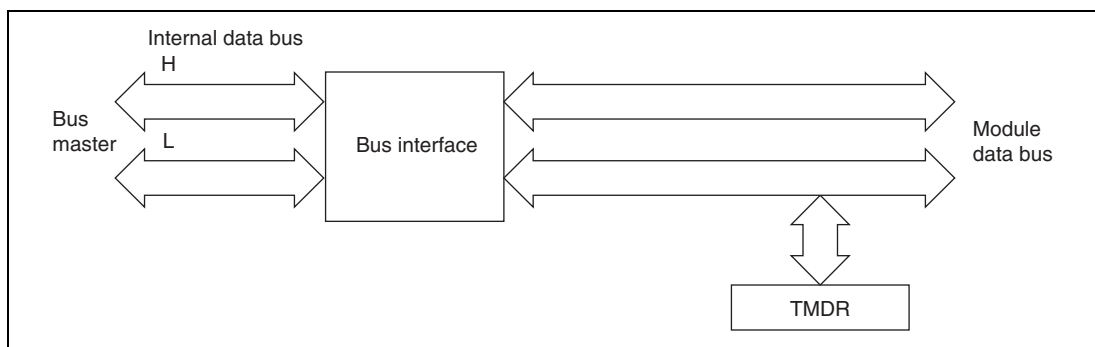 Internal data bus
H
Bus
master
L
Bus interface
Module
data bus
TMDR